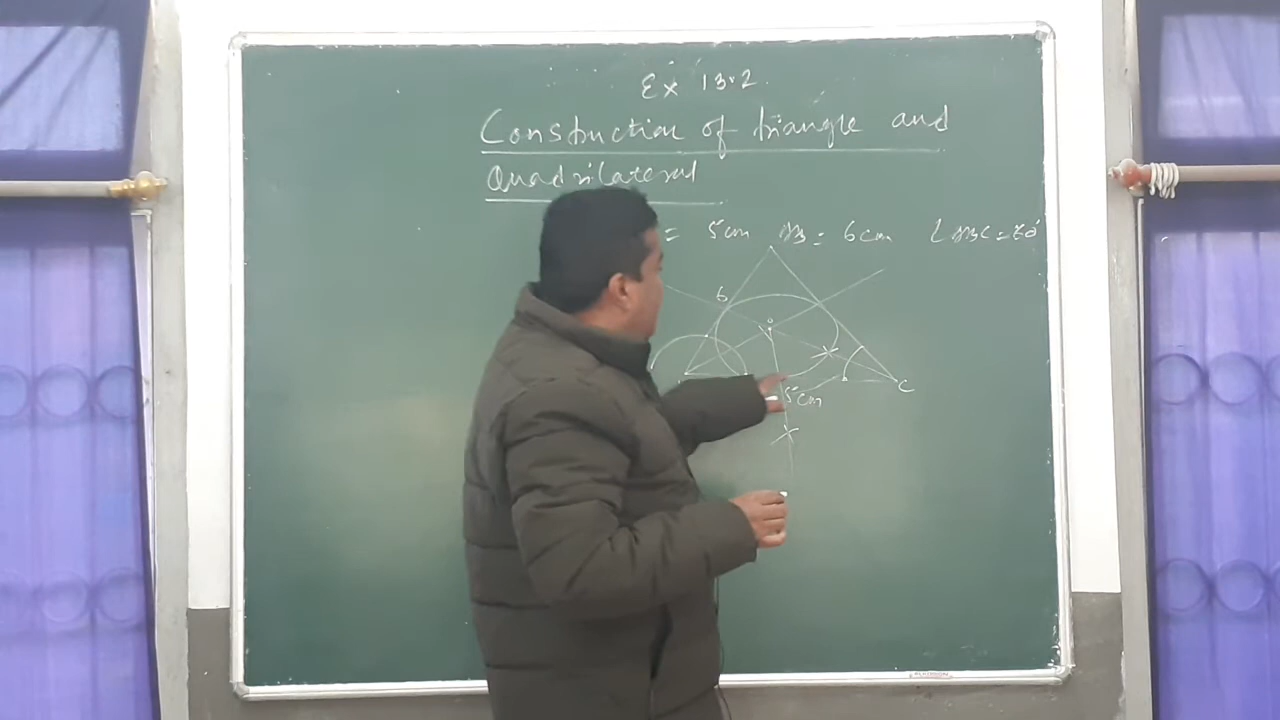 Ex 13.2
Construction of triangle and
Quadrilateral
= 5cm AB = 6cm ∠ABC = 60°
6
o
5cm
C